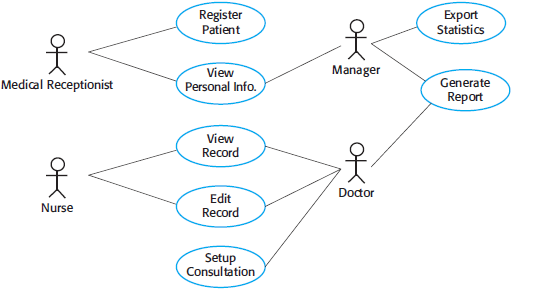 Register
Patient
Export
Statistics
Medical Receptionist
View
Personal Info.
Manager
Generate
Report
View
Record
Nurse
Edit
Record
Doctor
Setup
Consultation